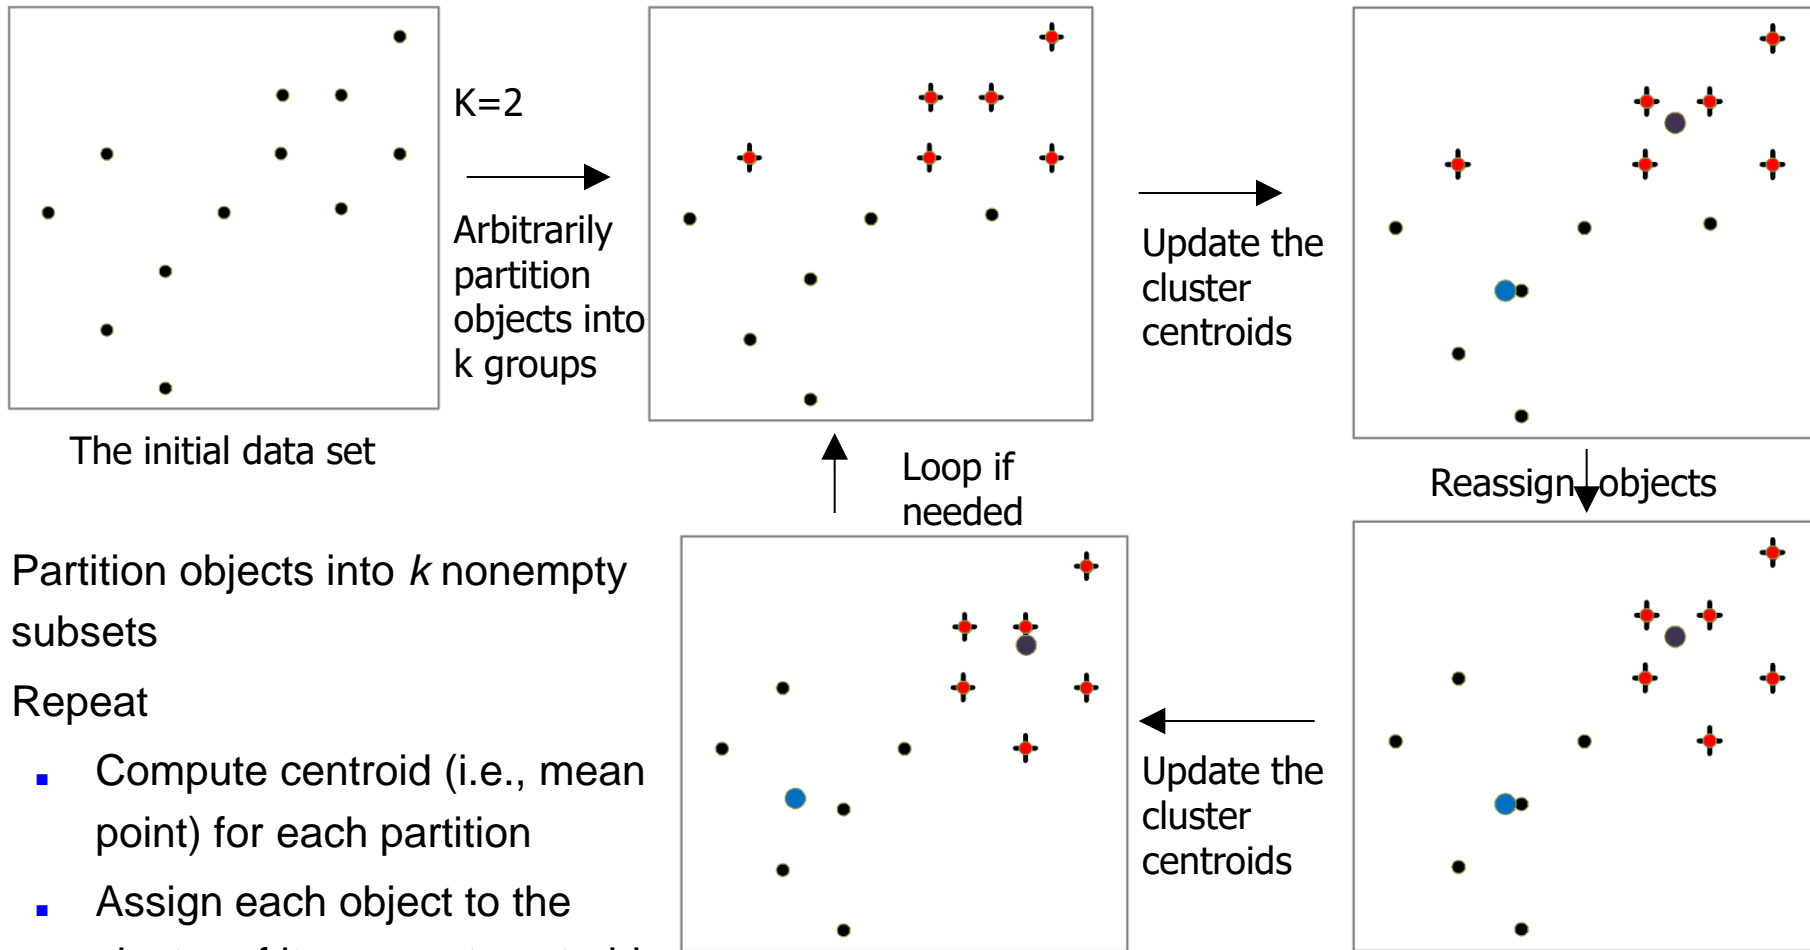 K=2
Arbitrarily
partition
objects into
k groups
Update the
cluster
centroids
The initial data set
Loop if
needed
Reassign objects
Partition objects into k nonempty
subsets
Repeat
Update the
cluster
centroids
▪ Compute centroid (i.e., mean
point) for each partition
▪ Assign each object to the